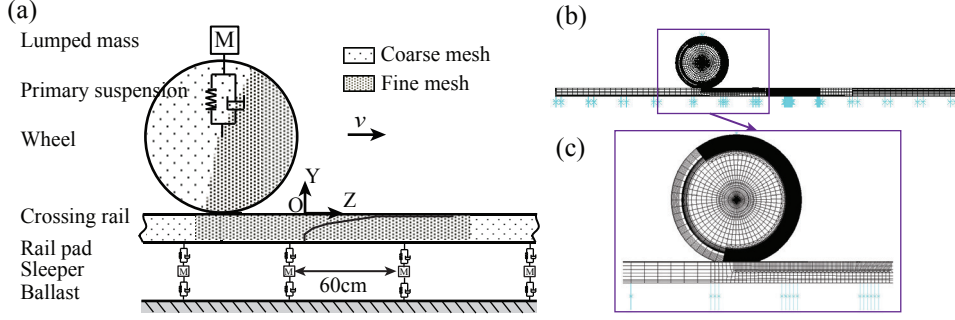 (a)
Lumped mass
M
Coarse mesh
Fine mesh
Primary suspension
Wheel
v
Y
O
Z
Crossing rail
Rail pad
Sleeper
M
M
M
M
Ballast
60cm
(b)
(c)